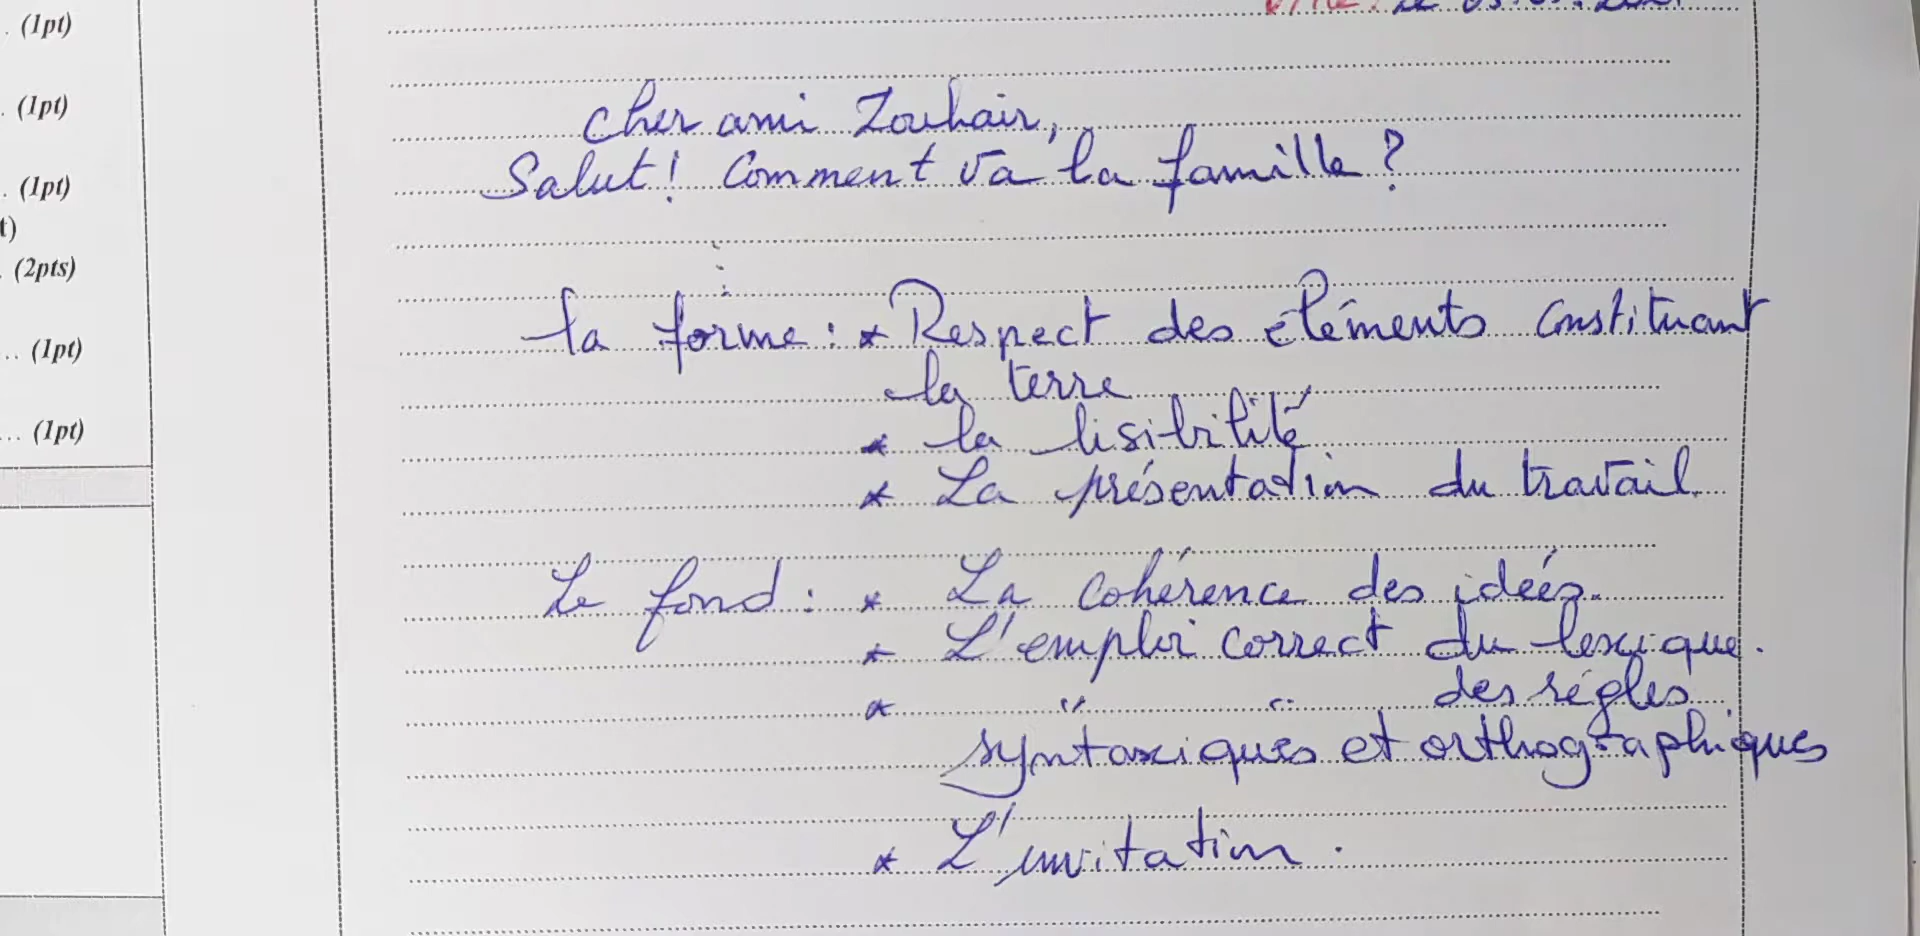 (1pt)
(1pt)
(1pt)
t)
(2pts)
(1pt)
(1pt)
Cher ami Zouhair,
Salut! Comment va la famille?
la forme: * Respect des éléments constituant
la terre
* la lisibilité
* La présentation du travail.
Le fond: * La cohérence des idées.
* L'emploi correct du lexique.
* " " des régles
syntaxiques et orthographiques
* L'invitation.